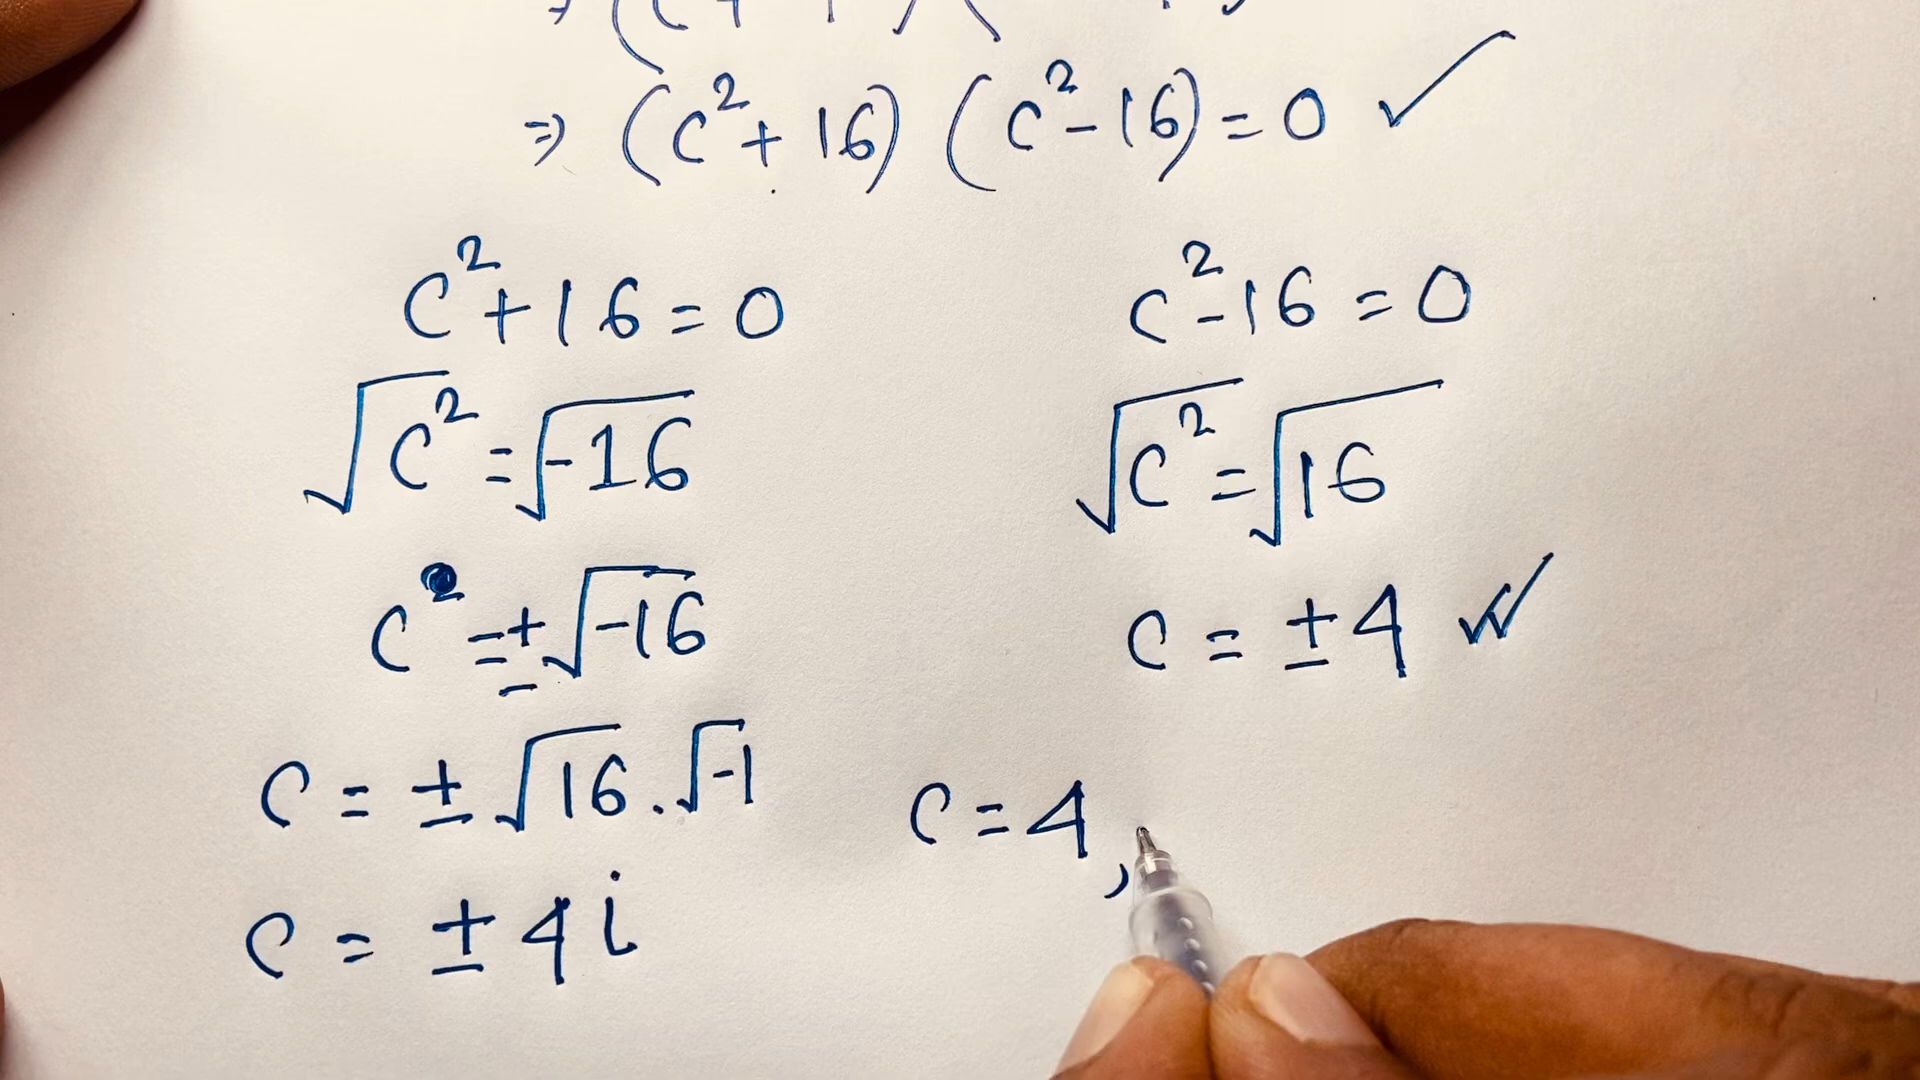 => (c²+16) (c²-16)=0 ✓
c²+16=0
√c²=√-16
c=±√-16
c=±√16.√-1
c=±4i
c²-16=0
√c²=√16
c=±4 ✓
c=4,